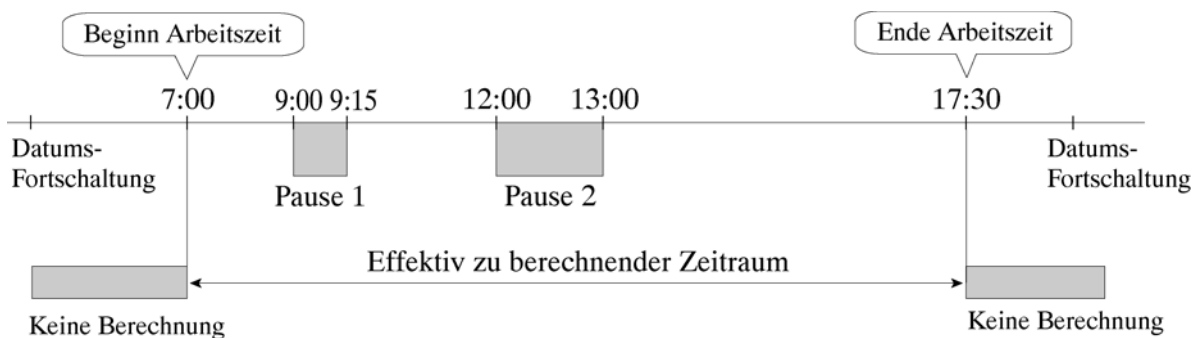 Beginn Arbeitszeit
Ende Arbeitszeit
7:00
9:00 9:15
12:00
13:00
17:30
Datums-
Fortschaltung
Pause 1
Pause 2
Datums-
Fortschaltung
Effektiv zu berechnender Zeitraum
Keine Berechnung
Keine Berechnung